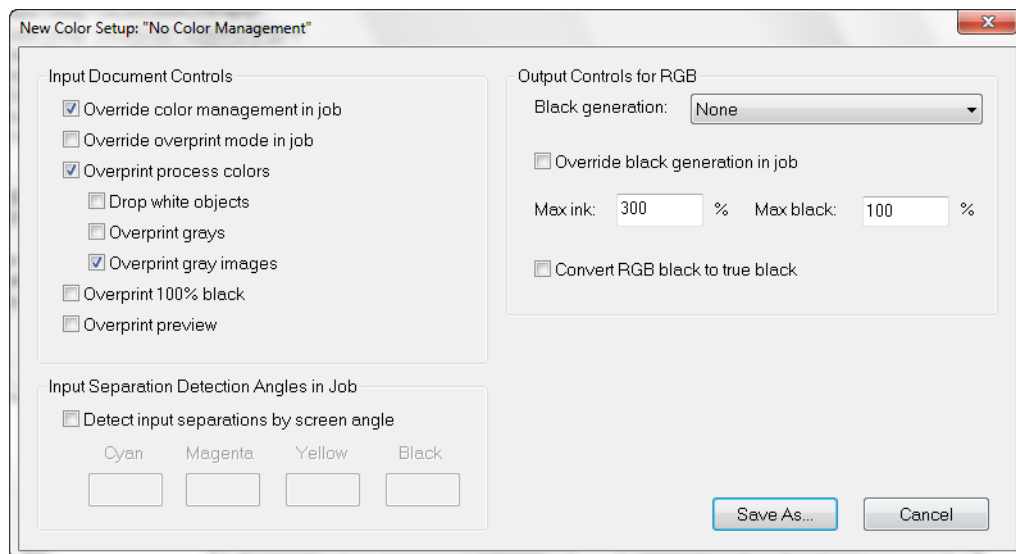 New Color Setup: "No Color Management"
Input Document Controls
Override color management in job
Override overprint mode in job
Overprint process colors
Drop white objects
Overprint grays
Overprint gray images
Overprint 100% black
Overprint preview
Input Separation Detection Angles in Job
Detect input separations by screen angle
Cyan Magenta Yellow Black
Output Controls for RGB
Black generation: None
Override black generation in job
Max ink: 300 % Max black: 100 %
Convert RGB black to true black
Save As... Cancel